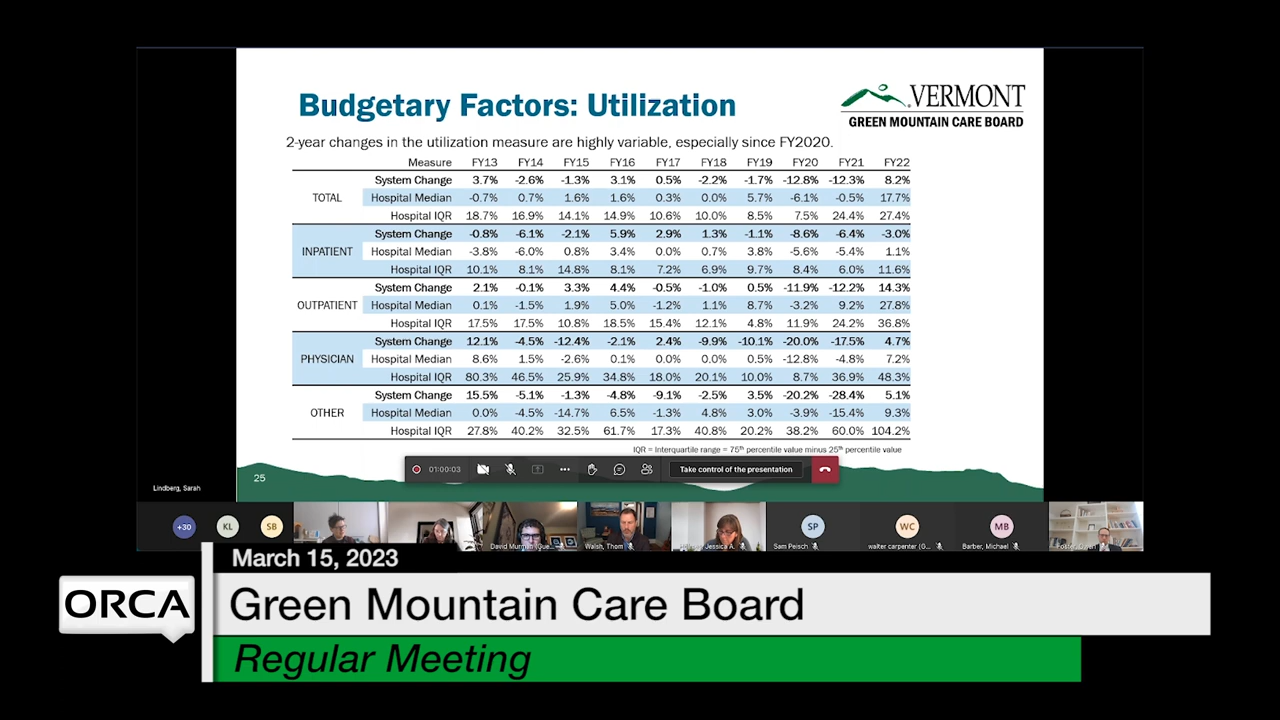 Budgetary Factors: Utilization
VERMONT
GREEN MOUNTAIN CARE BOARD
2-year changes in the utilization measure are highly variable, especially since FY2020.
Measure FY13 FY14 FY15 FY16 FY17 FY18 FY19 FY20 FY21 FY22
TOTAL
System Change 3.7% -2.6% -1.3% 3.1% 0.5% -2.2% -1.7% -12.8% -12.3% 8.2%
Hospital Median -0.7% 0.7% 1.6% 1.6% 0.3% 0.0% 5.7% -6.1% -0.5% 17.7%
Hospital IQR 18.7% 16.9% 14.1% 14.9% 10.6% 10.0% 8.5% 7.5% 24.4% 27.4%
INPATIENT
System Change -0.8% -6.1% -2.1% 5.9% 2.9% 1.3% -1.1% -8.6% -6.4% -3.0%
Hospital Median -3.8% -6.0% 0.8% 3.4% 0.0% 0.7% 3.8% -5.6% -5.4% 1.1%
Hospital IQR 10.1% 8.1% 14.8% 8.1% 7.2% 6.9% 9.7% 8.4% 6.0% 11.6%
OUTPATIENT
System Change 2.1% -0.1% 3.3% 4.4% -0.5% -1.0% 0.5% -11.9% -12.2% 14.3%
Hospital Median 0.1% -1.5% 1.9% 5.0% -1.2% 1.1% 8.7% -3.2% 9.2% 27.8%
Hospital IQR 17.5% 17.5% 10.8% 18.5% 15.4% 12.1% 4.8% 11.9% 24.2% 36.8%
PHYSICIAN
System Change 12.1% -4.5% -12.4% -2.1% 2.4% -9.9% -10.1% -20.0% -17.5% 4.7%
Hospital Median 8.6% 1.5% -2.6% 0.1% 0.0% 0.0% 0.5% -12.8% -4.8% 7.2%
Hospital IQR 80.3% 46.5% 25.9% 34.8% 18.0% 20.1% 10.0% 8.7% 36.9% 48.3%
OTHER
System Change 15.5% -5.1% -1.3% -4.8% -9.1% -2.5% 3.5% -20.2% -28.4% 5.1%
Hospital Median 0.0% -4.5% -14.7% 6.5% -1.3% 4.8% 3.0% -3.9% -15.4% 9.3%
Hospital IQR 27.8% 40.2% 32.5% 61.7% 17.3% 40.8% 20.2% 38.2% 60.0% 104.2%
IQR = Interquartile range = 75th percentile value minus 25th percentile value
01:00:03
Take control of the presentation
25
Lindberg, Sarah
+30
KL
SB
David Murman (Gue...
Walsh, Thom
Jessica A.
SP
Sam Peisch
WC
walter carpenter (G...
MB
Barber, Michael
March 15, 2023
ORCA
Green Mountain Care Board
Regular Meeting